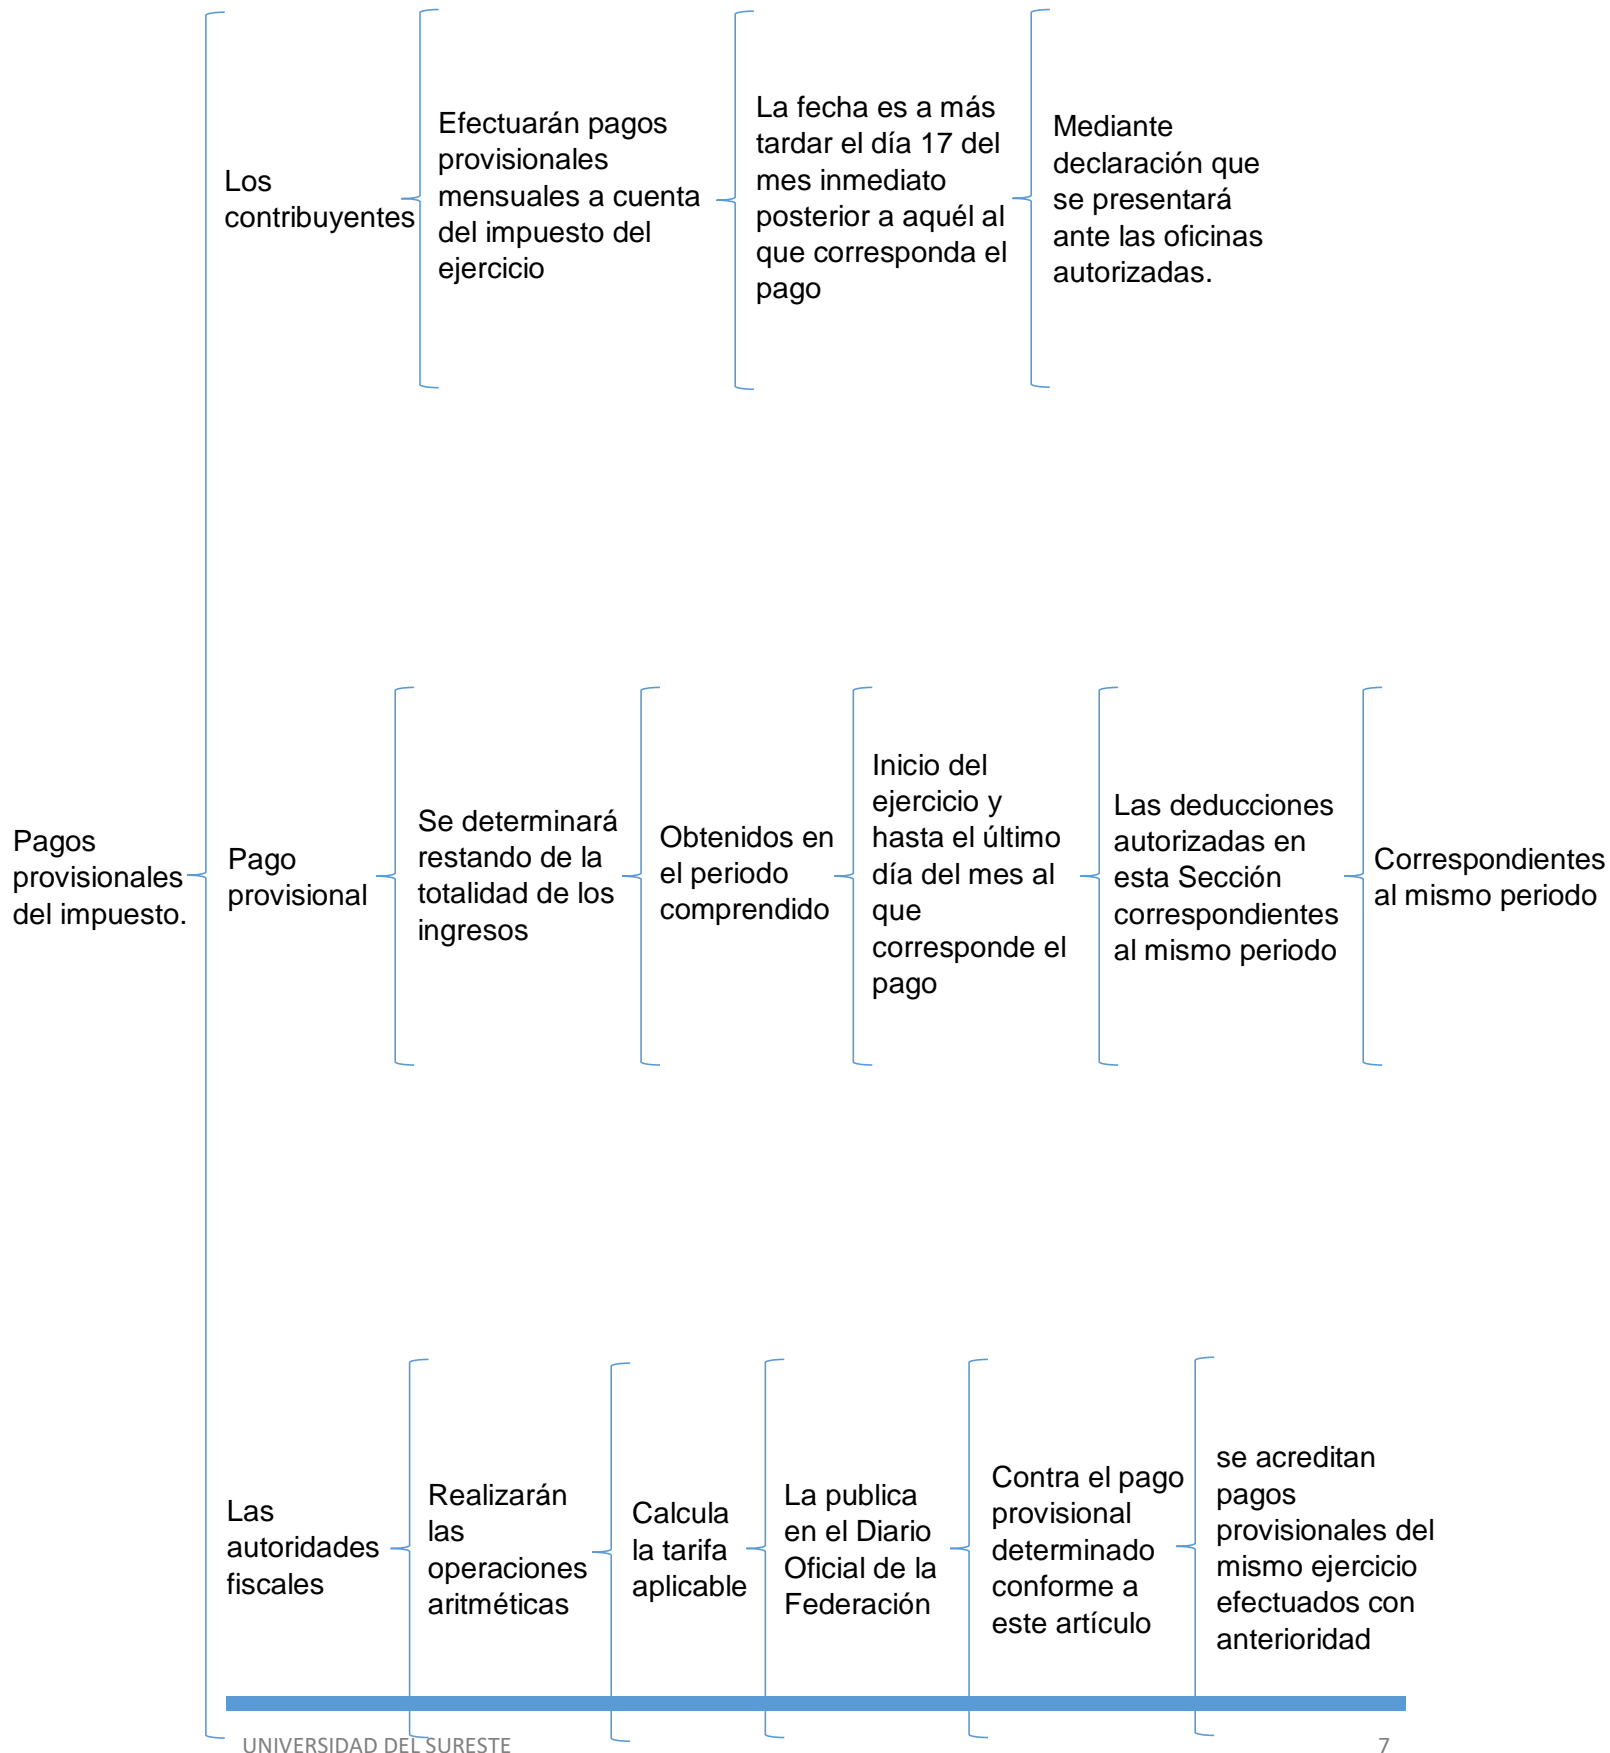 Pagos
provisionales
del impuesto.
Los
contribuyentes
Efectuarán pagos
provisionales
mensuales a cuenta
del impuesto del
ejercicio
La fecha es a más
tardar el día 17 del
mes inmediato
posterior a aquél al
que corresponda el
pago
Mediante
declaración que
se presentará
ante las oficinas
autorizadas.
Pago
provisional
Se determinará
restando de la
totalidad de los
ingresos
Obtenidos en
el periodo
comprendido
Inicio del
ejercicio y
hasta el último
día del mes al
que
corresponde el
pago
Las deducciones
autorizadas en
esta Sección
correspondientes
al mismo periodo
Correspondientes
al mismo periodo
Las
autoridades
fiscales
Realizarán
las
operaciones
aritméticas
Calcula
la tarifa
aplicable
La publica
en el Diario
Oficial de la
Federación
Contra el pago
provisional
determinado
conforme a
este artículo
se acreditan
pagos
provisionales del
mismo ejercicio
efectuados con
anterioridad
UNIVERSIDAD DEL SURESTE
7